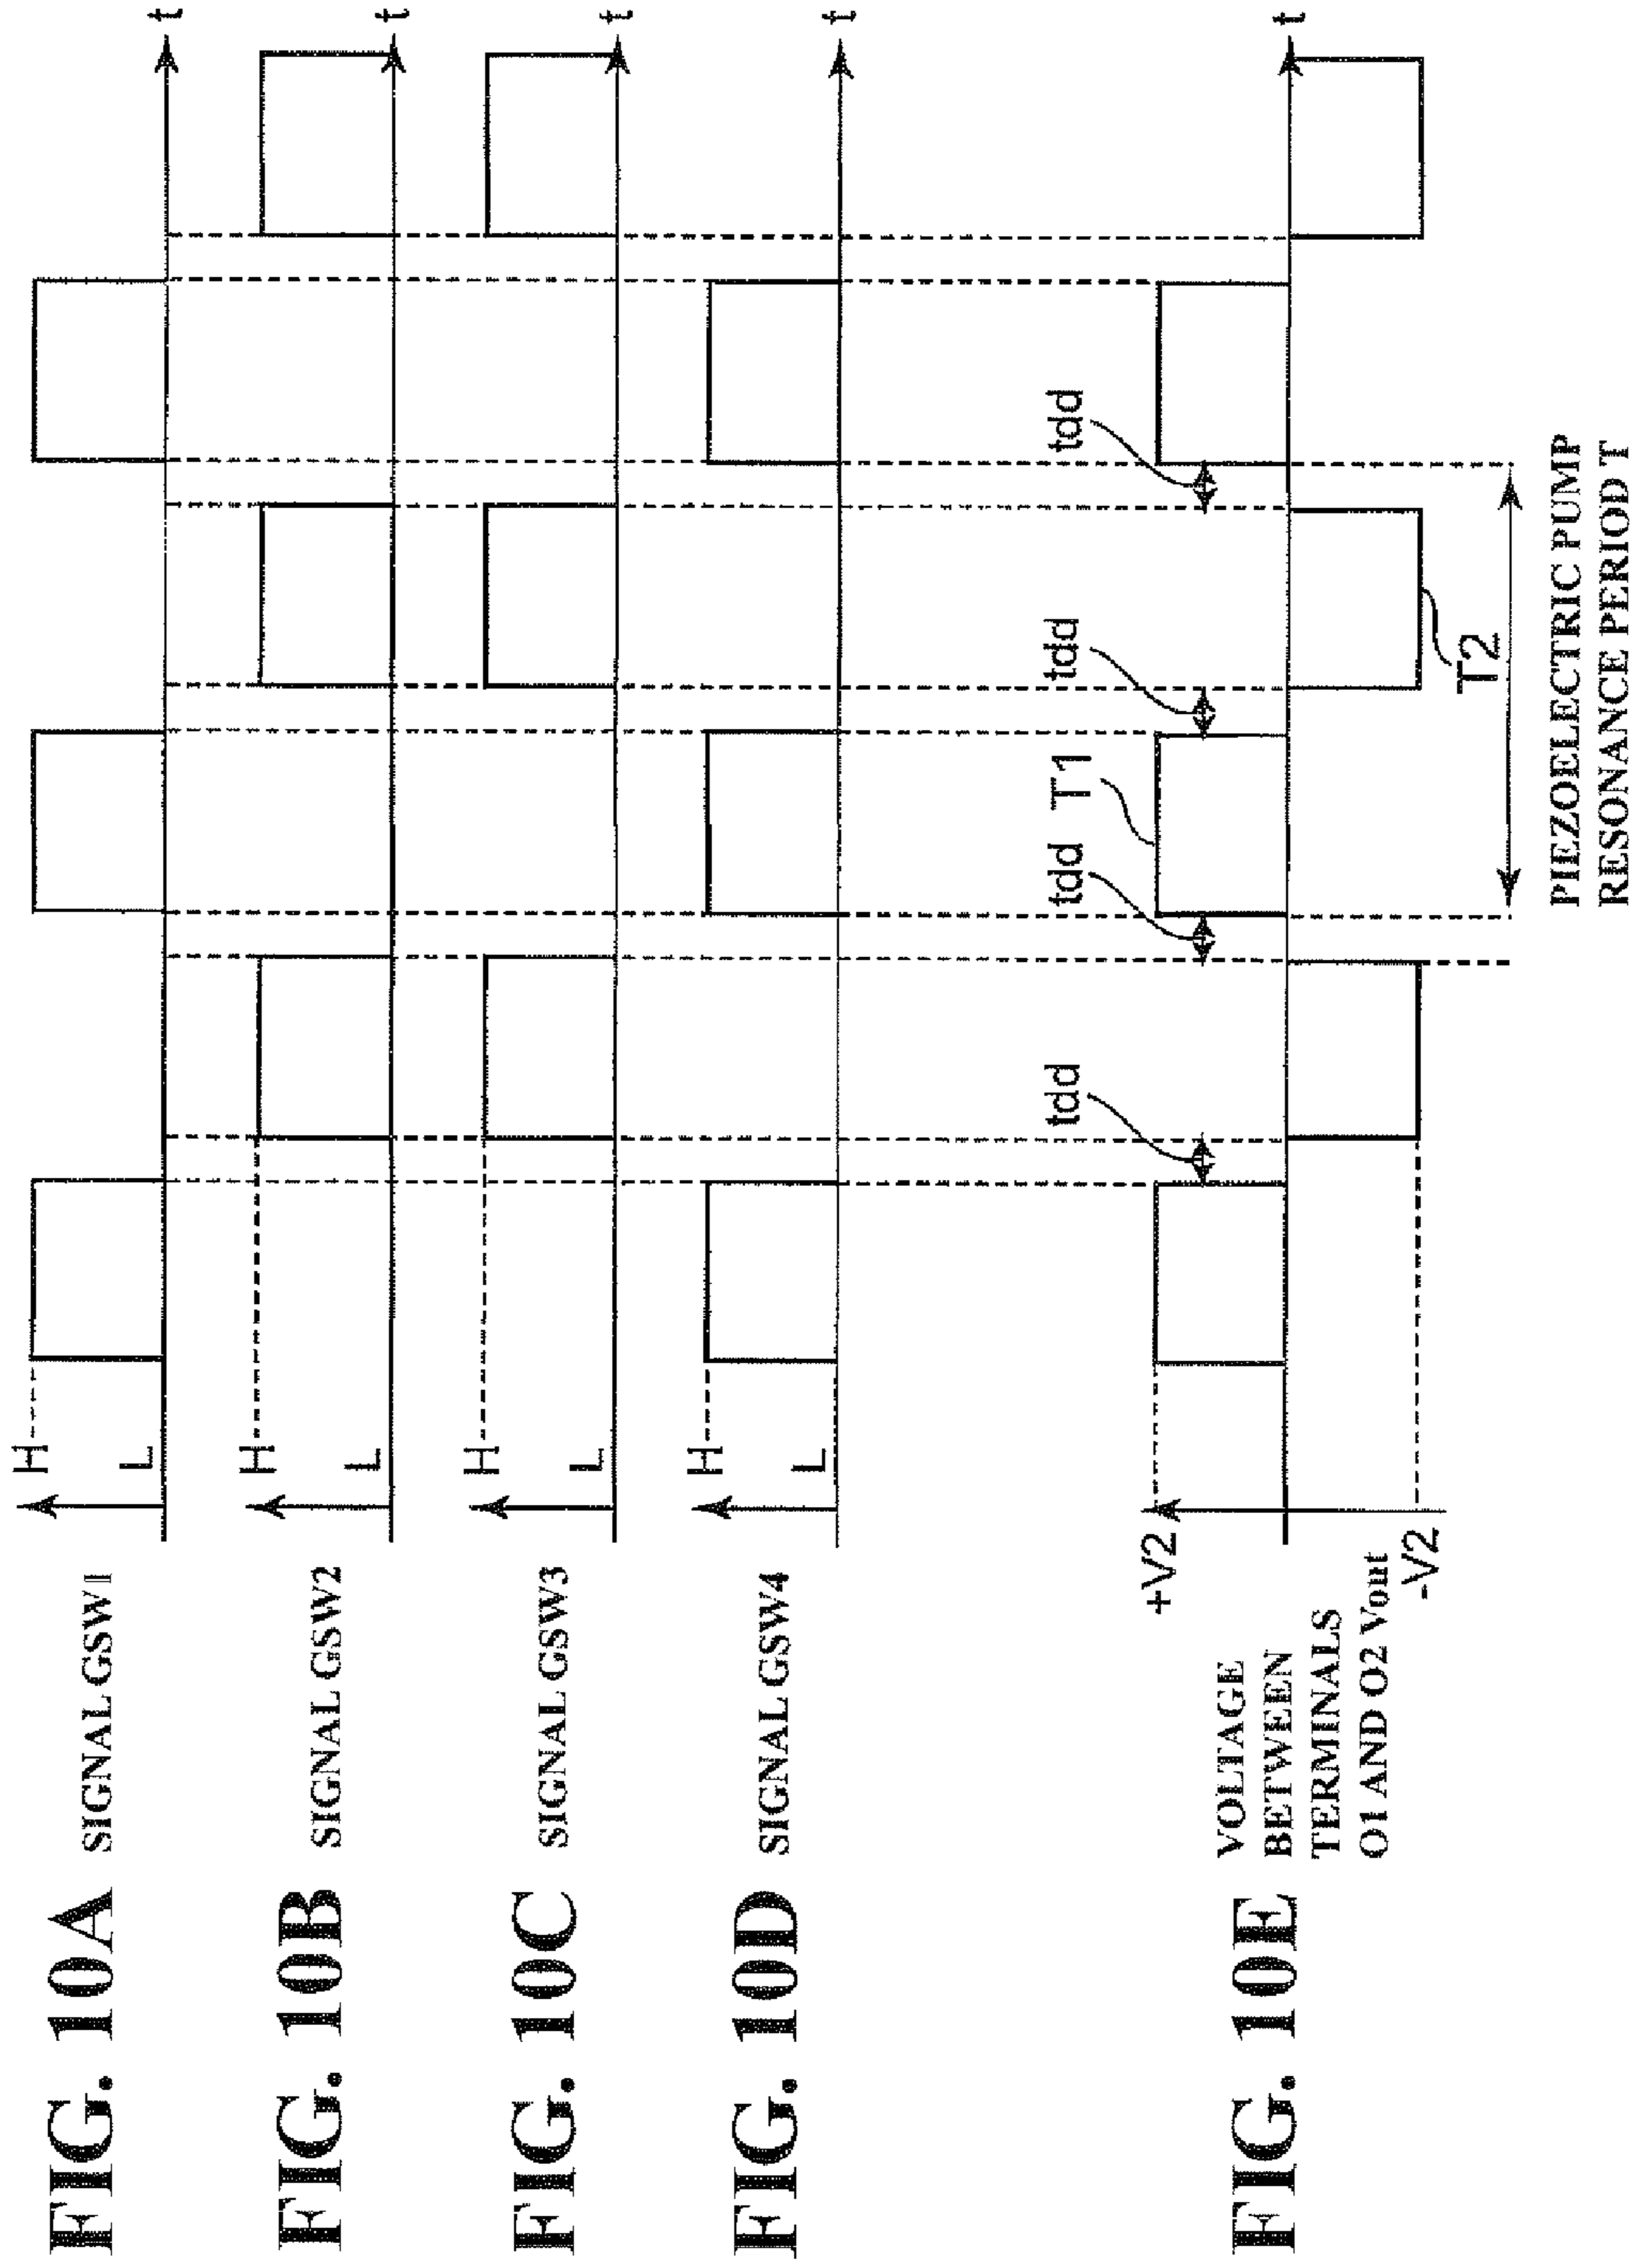 FIG. 10A SIGNAL GSW1
H
L
t
FIG. 10B SIGNAL GSW2
H
L
t
FIG. 10C SIGNAL GSW3
H
L
t
FIG. 10D SIGNAL GSW4
H
L
t
FIG. 10E
VOLTAGE
BETWEEN
TERMINALS
O1 AND O2 Vout
+V2
-V2
tdd
tdd
T1
tdd
tdd
t
T2
PIEZOELECTRIC PUMP
RESONANCE PERIOD T